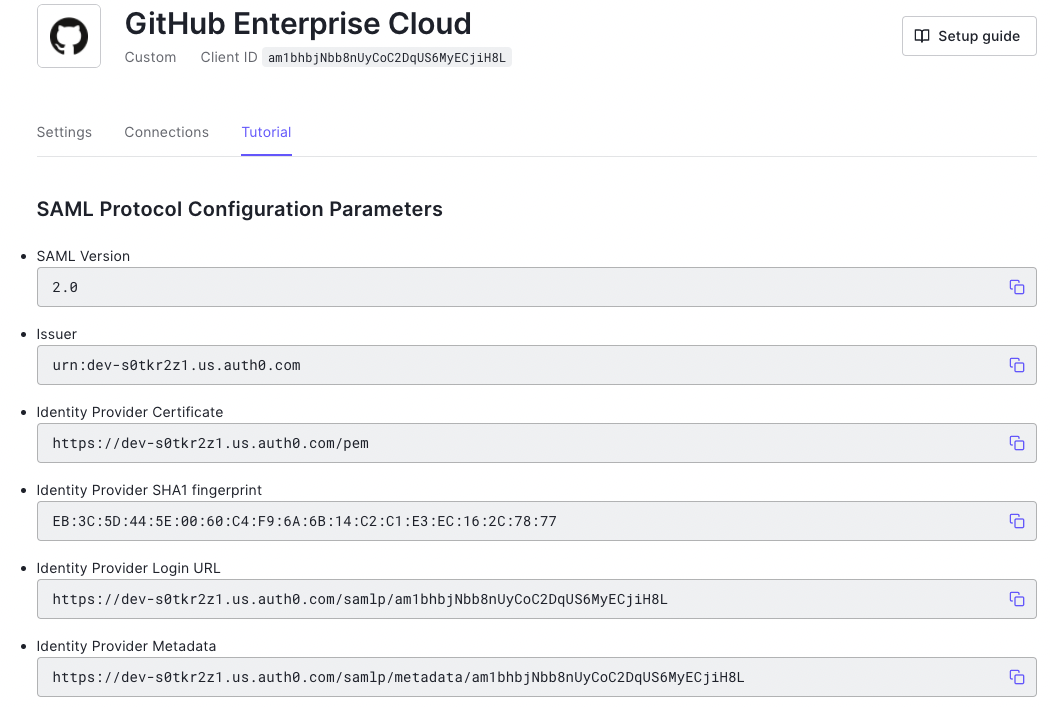 GitHub Enterprise Cloud
Custom Client ID am1bhbjNbb8nUyCoC2DqUS6MyECjiH8L
Setup guide
Settings Connections Tutorial
SAML Protocol Configuration Parameters
SAML Version
2.0
Issuer
urn:dev-s0tkr2z1.us.auth0.com
Identity Provider Certificate
https://dev-s0tkr2z1.us.auth0.com/pem
Identity Provider SHA1 fingerprint
EB:3C:5D:44:5E:00:60:C4:F9:6A:6B:14:C2:C1:E3:EC:16:2C:78:77
Identity Provider Login URL
https://dev-s0tkr2z1.us.auth0.com/samlp/am1bhbjNbb8nUyCoC2DqUS6MyECjiH8L
Identity Provider Metadata
https://dev-s0tkr2z1.us.auth0.com/samlp/metadata/am1bhbjNbb8nUyCoC2DqUS6MyECjiH8L